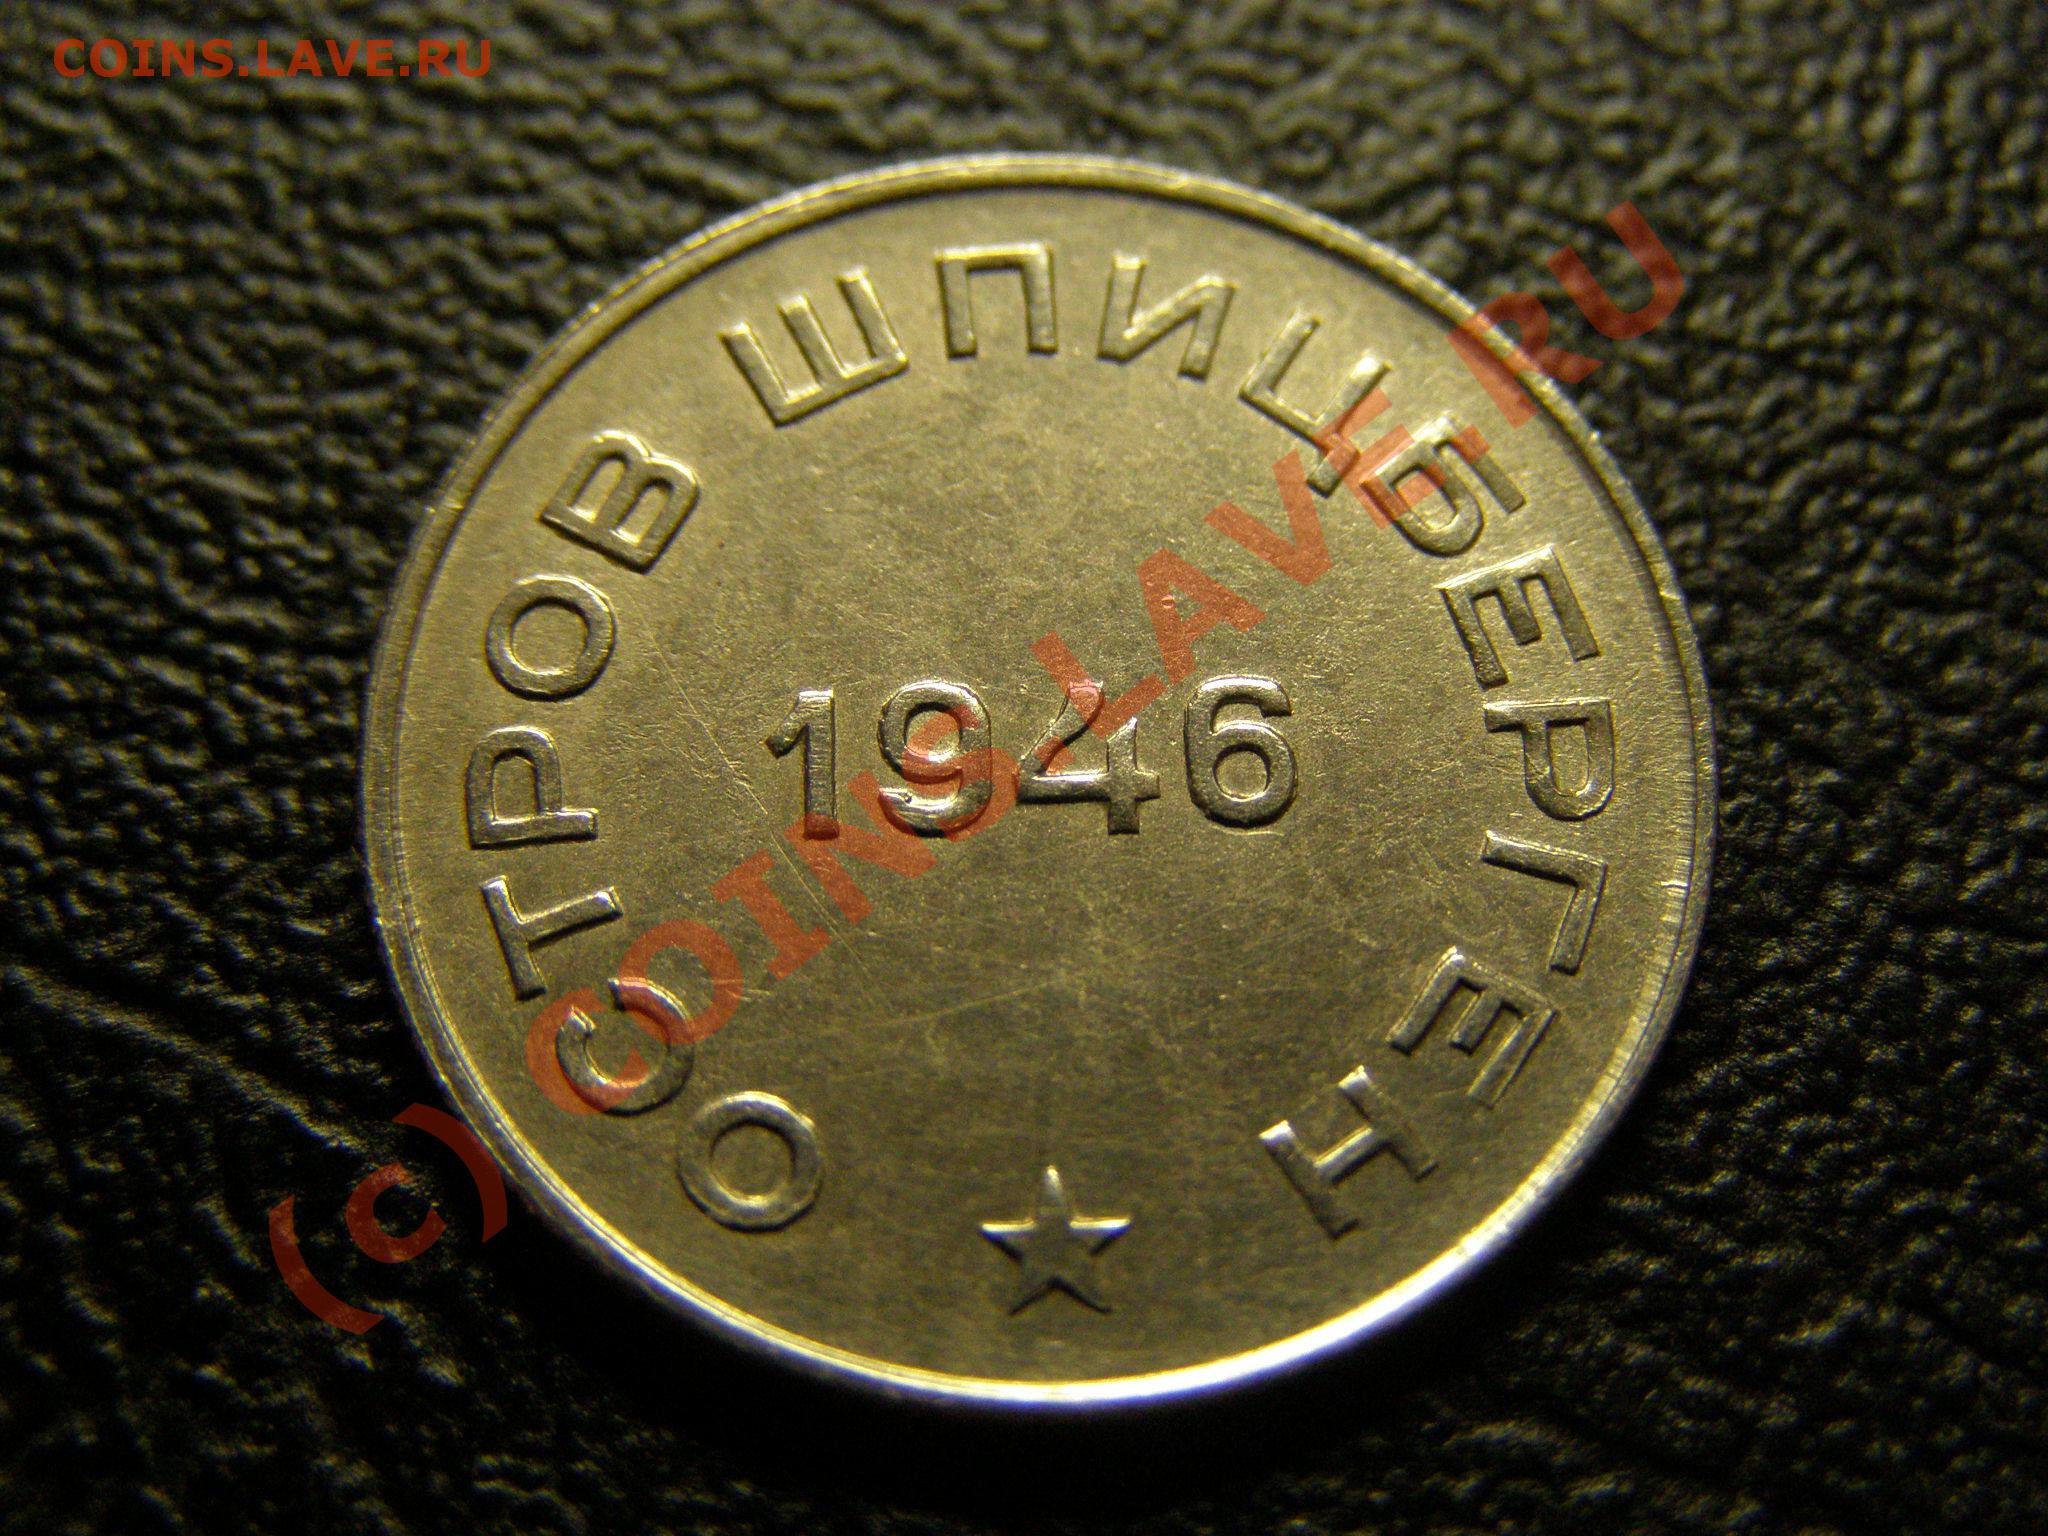 COINS.LAVE.RU
ОСТРОВ ШПИЦБЕРГЕН
1946
(c) COINS.LAVE.RU